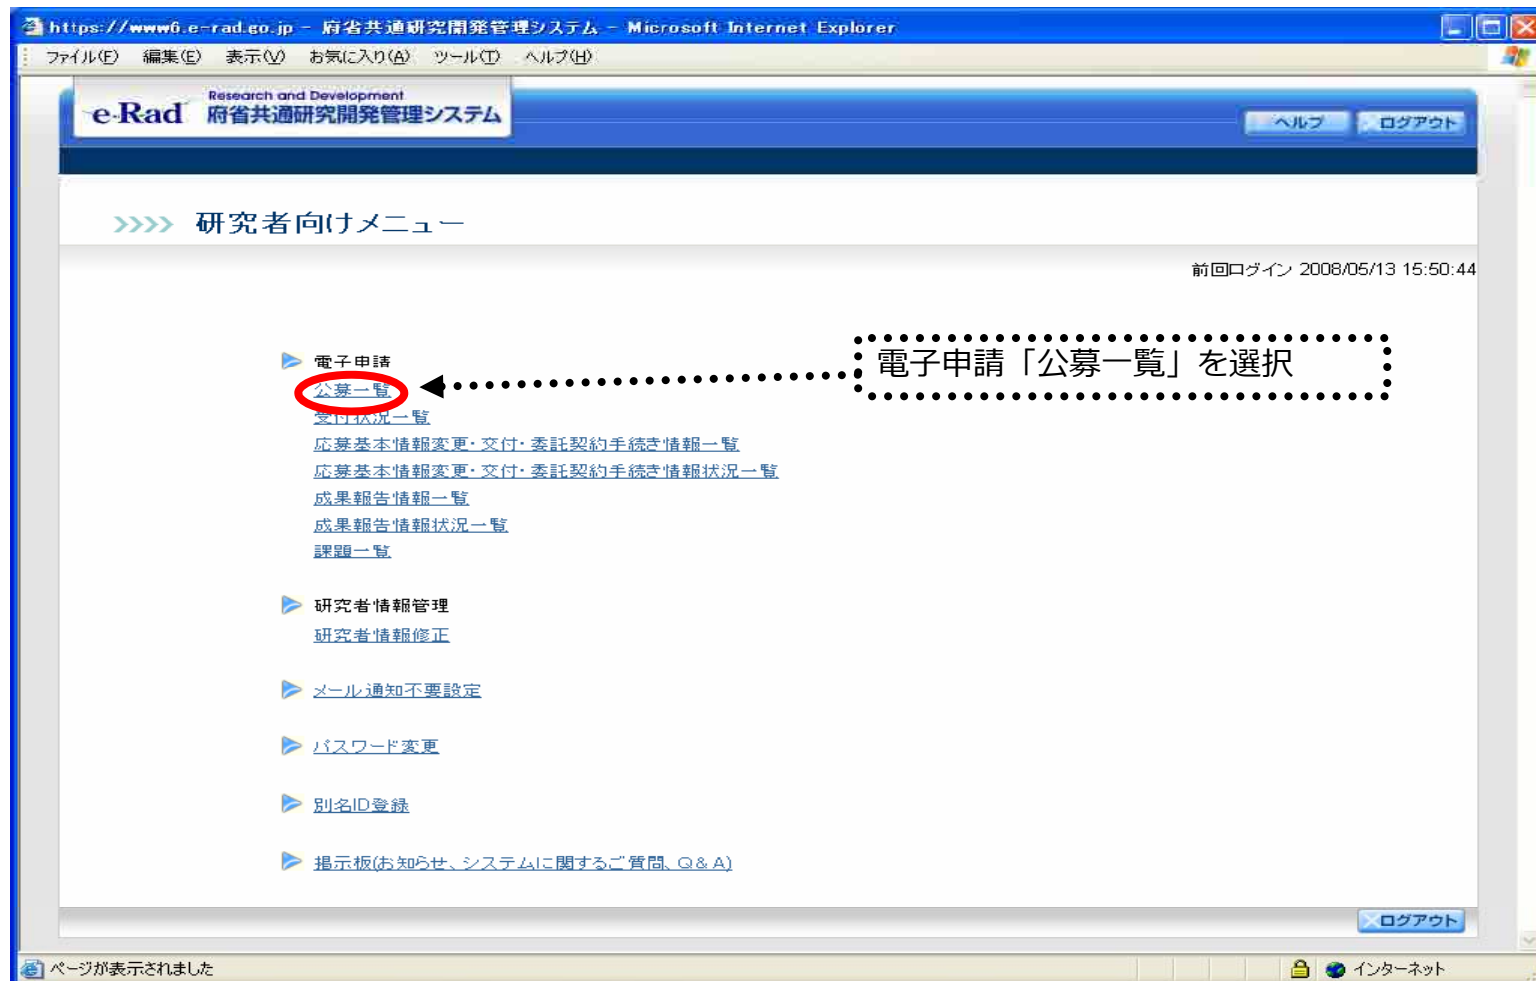 https://www6.e-rad.go.jp - 府省共通研究開発管理システム - Microsoft Internet Explorer
ファイル(F) 編集(E) 表示(V) お気に入り(A) ツール(T) ヘルプ(H)
Research and Development
e-Rad 府省共通研究開発管理システム
ヘルプ ログアウト
>>>> 研究者向けメニュー
前回ログイン 2008/05/13 15:50:44
電子申請
電子申請「公募一覧」を選択
公募一覧
受付状況一覧
応募基本情報変更・交付・委託契約手続き情報一覧
応募基本情報変更・交付・委託契約手続き情報状況一覧
成果報告情報一覧
成果報告情報状況一覧
課題一覧
研究者情報管理
研究者情報修正
メール通知不要設定
パスワード変更
別名ID登録
掲示板(お知らせ、システムに関するご質問、Q&A)
ログアウト
ページが表示されました
インターネット